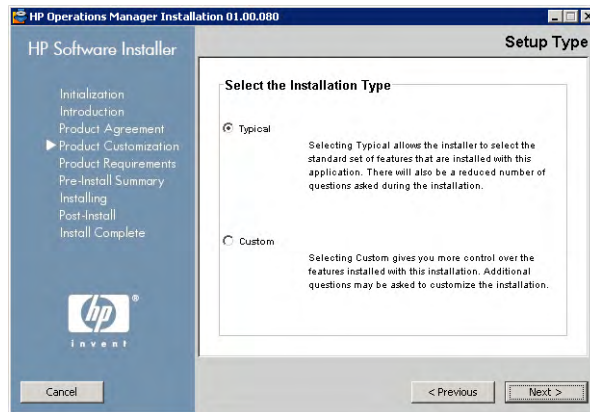 HP Operations Manager Installation 01.00.080
HP Software Installer
Setup Type
Initialization
Introduction
Product Agreement
Product Customization
Product Requirements
Pre-Install Summary
Installing
Post-Install
Install Complete
Select the Installation Type
Typical
Selecting Typical allows the installer to select the
standard set of features that are installed with this
application. There will also be a reduced number of
questions asked during the installation.
Custom
Selecting Custom gives you more control over the
features installed with this installation. Additional
questions may be asked to customize the installation.
hp
®
invent
Cancel
< Previous
Next >